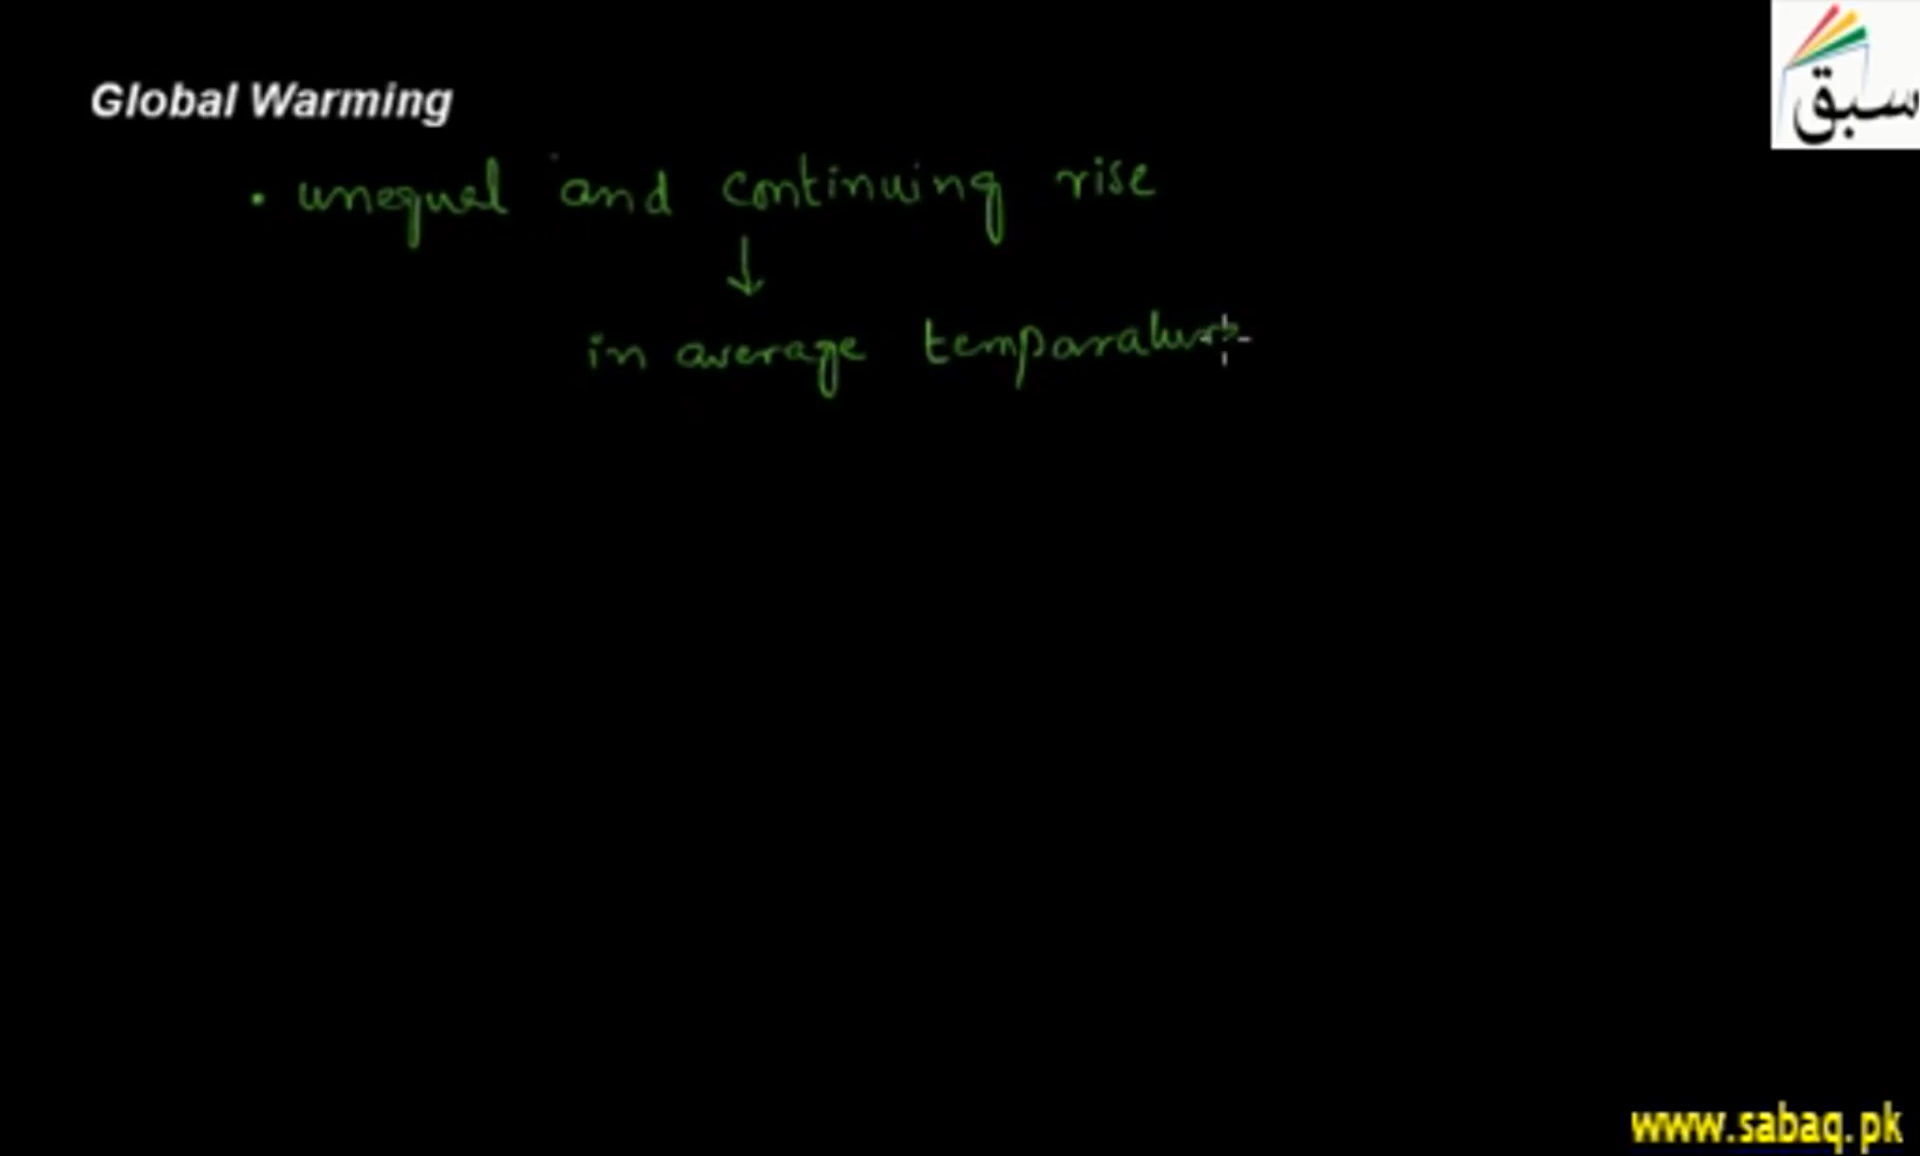 Global Warming
سبق
• unequal and continuing rise
↓
in average temparature
www.sabaq.pk